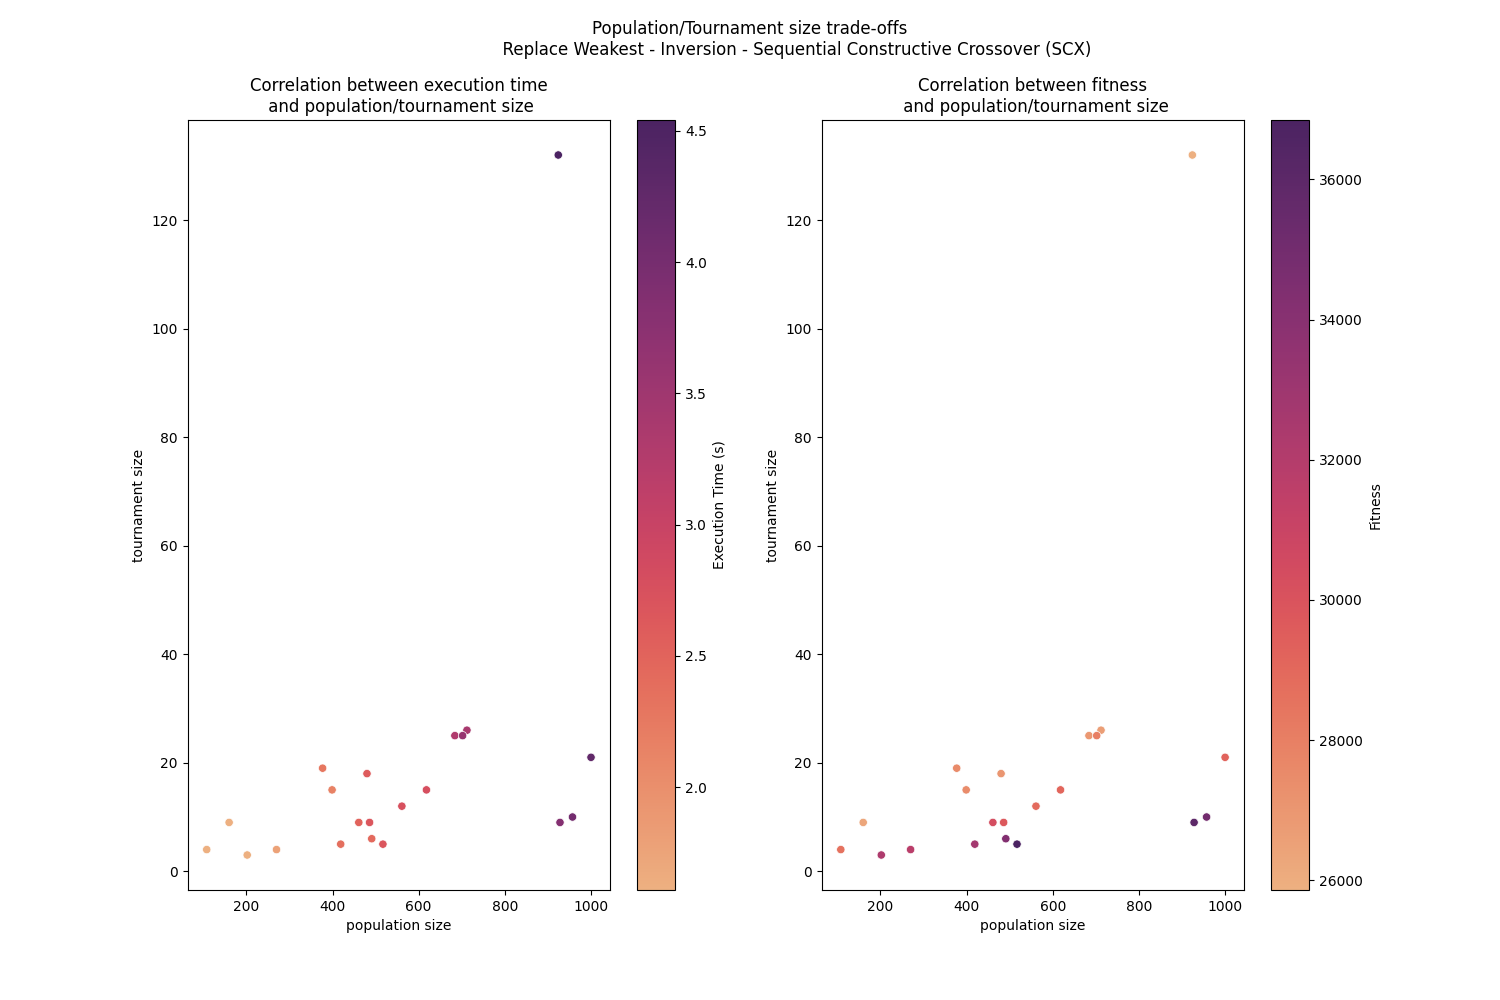 Population/Tournament size trade-offs
Replace Weakest - Inversion - Sequential Constructive Crossover (SCX)
Correlation between execution time
and population/tournament size
120
100
80
60
40
20
0
tournament size
200 400 600 800 1000
population size
4.5
4.0
3.5
3.0
2.5
2.0
Execution Time (s)
Correlation between fitness
and population/tournament size
120
100
80
60
40
20
0
tournament size
200 400 600 800 1000
population size
36000
34000
32000
30000
28000
26000
Fitness